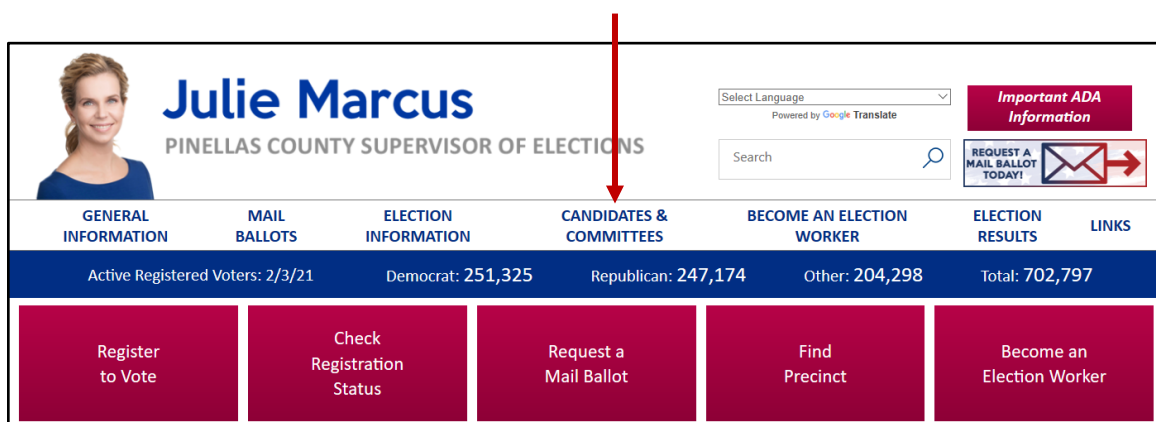 Julie Marcus
PINELLAS COUNTY SUPERVISOR OF ELECTIONS
Select Language
Powered by Google Translate
Search
Important ADA
Information
REQUEST A
MAIL BALLOT
TODAY!
GENERAL
INFORMATION
MAIL
BALLOTS
ELECTION
INFORMATION
CANDIDATES &
COMMITTEES
BECOME AN ELECTION
WORKER
ELECTION
RESULTS
LINKS
Active Registered Voters: 2/3/21 Democrat: 251,325 Republican: 247,174 Other: 204,298 Total: 702,797
Register
to Vote
Check
Registration
Status
Request a
Mail Ballot
Find
Precinct
Become an
Election Worker